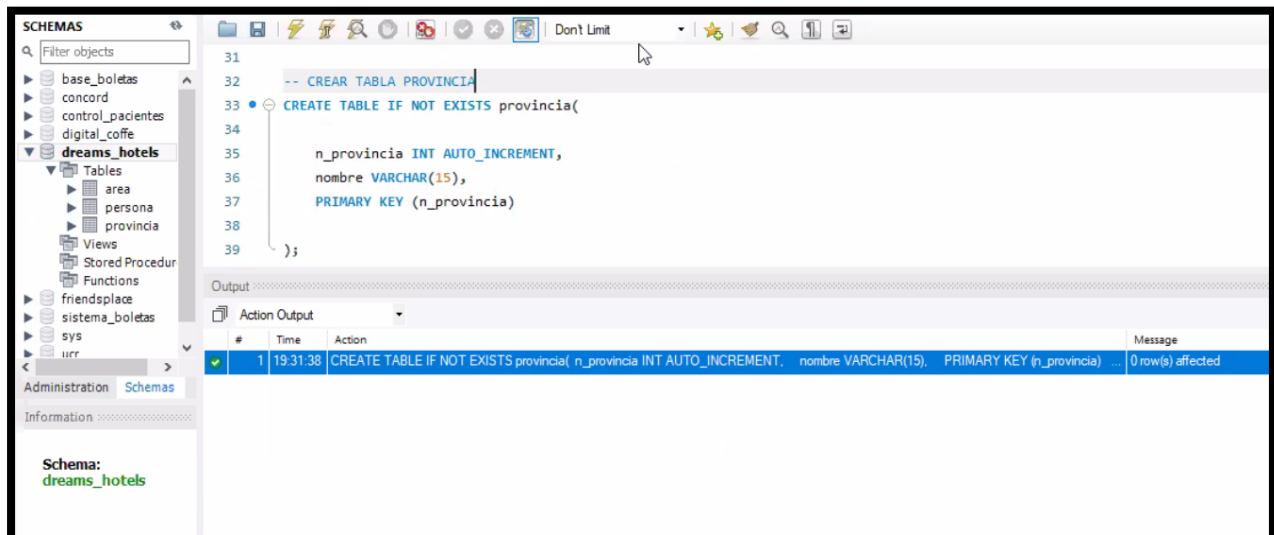 SCHEMAS
Filter objects
base_boletas
concord
control_pacientes
digital_coffe
dreams_hotels
Tables
area
persona
provincia
Views
Stored Procedur
Functions
friendsplace
sistema_boletas
sys
ucr
Administration Schemas
Information
Schema:
dreams_hotels
Don't Limit
31
32 -- CREAR TABLA PROVINCIA
33 CREATE TABLE IF NOT EXISTS provincia(
34
35 n_provincia INT AUTO_INCREMENT,
36 nombre VARCHAR(15),
37 PRIMARY KEY (n_provincia)
38
39 );
Output
Action Output
# Time Action Message
1 19:31:38 CREATE TABLE IF NOT EXISTS provincia( n_provincia INT AUTO_INCREMENT, nombre VARCHAR(15), PRIMARY KEY (n_provincia) ... 0 row(s) affected